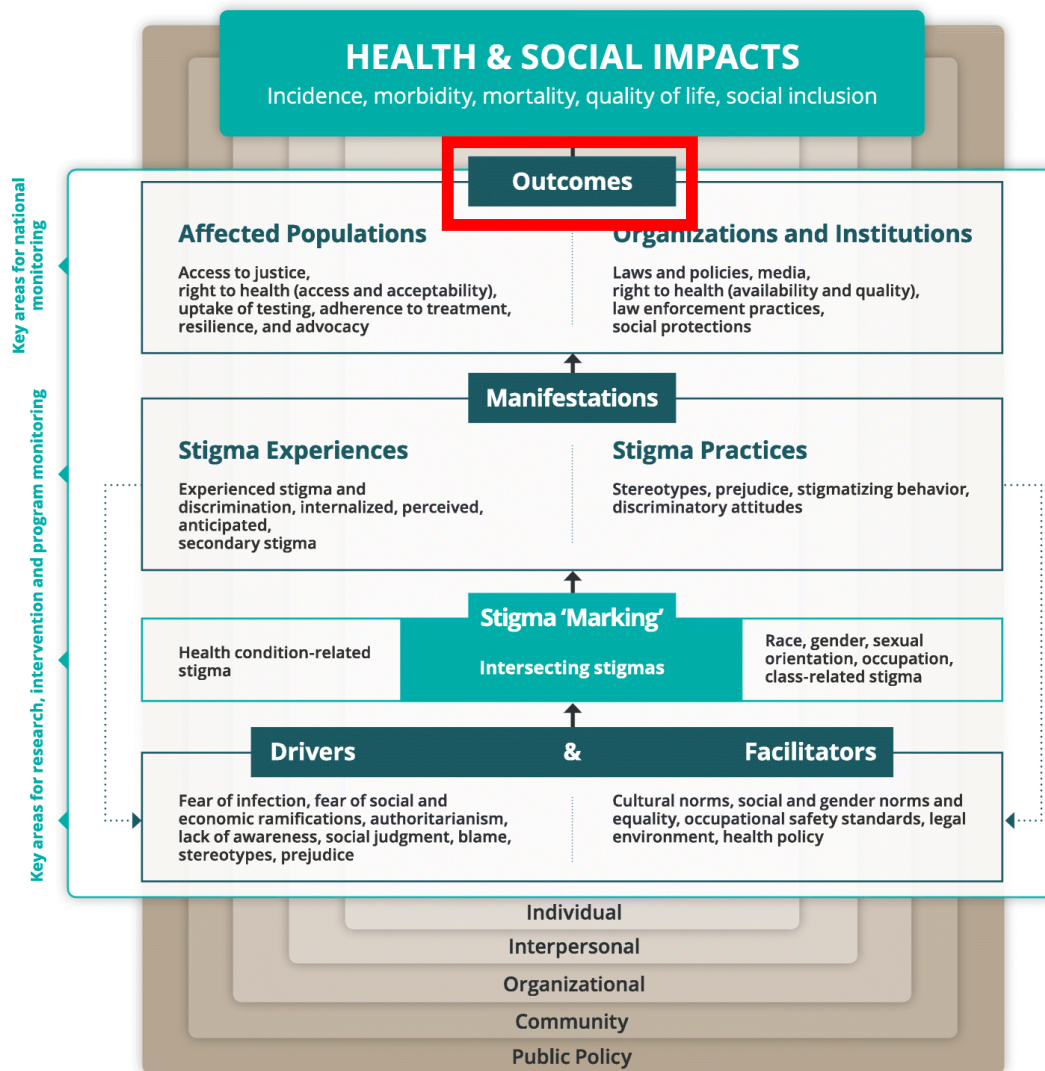 HEALTH & SOCIAL IMPACTS
Incidence, morbidity, mortality, quality of life, social inclusion
Outcomes
Key areas for national
monitoring
Affected Populations
Access to justice,
right to health (access and acceptability),
uptake of testing, adherence to treatment,
resilience, and advocacy
Organizations and Institutions
Laws and policies, media,
right to health (availability and quality),
law enforcement practices,
social protections
Manifestations
Key areas for research, intervention and program monitoring
Stigma Experiences
Experienced stigma and
discrimination, internalized, perceived,
anticipated,
secondary stigma
Stigma Practices
Stereotypes, prejudice, stigmatizing behavior,
discriminatory attitudes
Stigma ‘Marking’
Health condition-related
stigma
Intersecting stigmas
Race, gender, sexual
orientation, occupation,
class-related stigma
Drivers & Facilitators
Fear of infection, fear of social and
economic ramifications, authoritarianism,
lack of awareness, social judgment, blame,
stereotypes, prejudice
Cultural norms, social and gender norms and
equality, occupational safety standards, legal
environment, health policy
Individual
Interpersonal
Organizational
Community
Public Policy